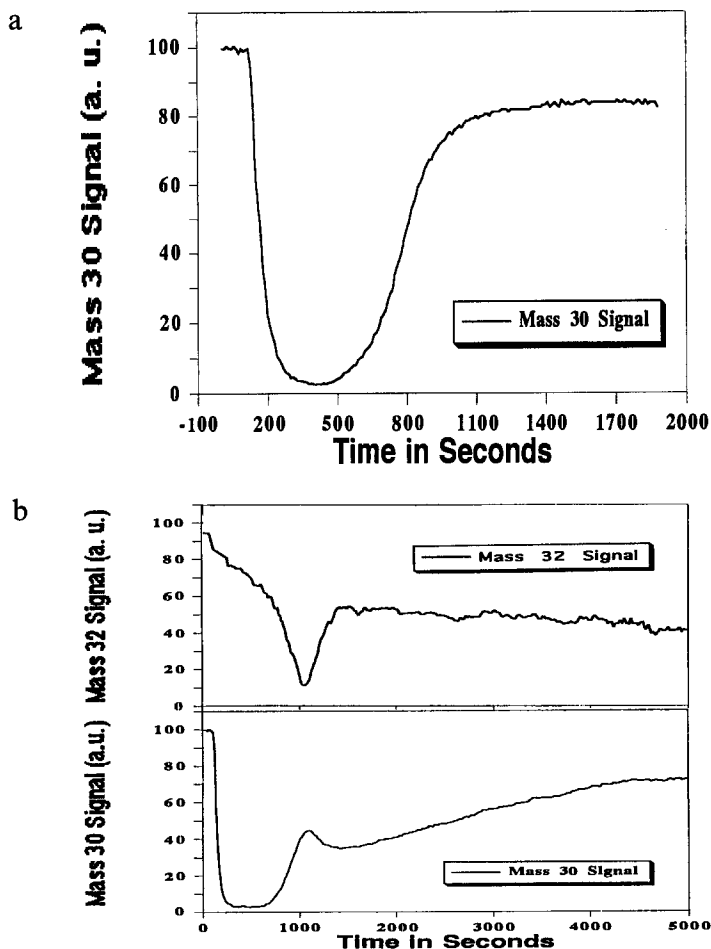 a
Mass 30 Signal (a. u.)
100
80
60
40
20
0
Mass 30 Signal
-100 200 500 800 1100 1400 1700 2000
Time in Seconds
b
Mass 32 Signal (a. u.)
100
80
60
40
20
0
Mass 32 Signal
Mass 30 Signal (a.u.)
100
80
60
40
20
0
Mass 30 Signal
0 1000 2000 3000 4000 5000
Time in Seconds